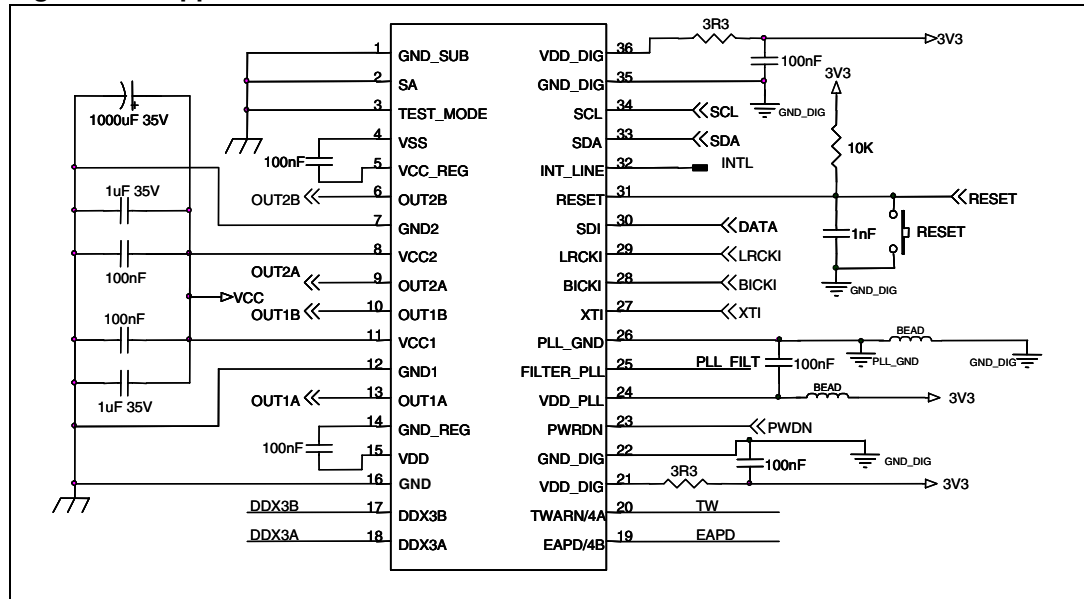 3R3
3V3
1 GND_SUB
VDD_DIG 36
100nF
2 SA
GND_DIG 35
3V3
1000uF 35V
3 TEST_MODE
SCL 34 SCL
GND_DIG
4 VSS
SDA 33 SDA
10K
100nF
5 VCC_REG
INT_LINE 32 INTL
1uF 35V
OUT2B 6 OUT2B
RESET 31
RESET
7 GND2
SDI 30 DATA
1nF
RESET
8 VCC2
LRCKI 29 LRCKI
100nF
OUT2A 9 OUT2A
BICKI 28 BICKI
GND_DIG
VCC
100nF
OUT1B 10 OUT1B
XTI 27 XTI
11 VCC1
PLL_GND 26
BEAD
12 GND1
FILTER_PLL 25 PLL_FILT
100nF
PLL_GND
GND_DIG
1uF 35V
OUT1A 13 OUT1A
VDD_PLL 24
BEAD
3V3
14 GND_REG
PWRDN 23 PWDN
100nF
15 VDD
GND_DIG 22
100nF
GND_DIG
16 GND
VDD_DIG 21
3R3
3V3
DDX3B 17 DDX3B
TWARN/4A 20 TW
DDX3A 18 DDX3A
EAPD/4B 19 EAPD